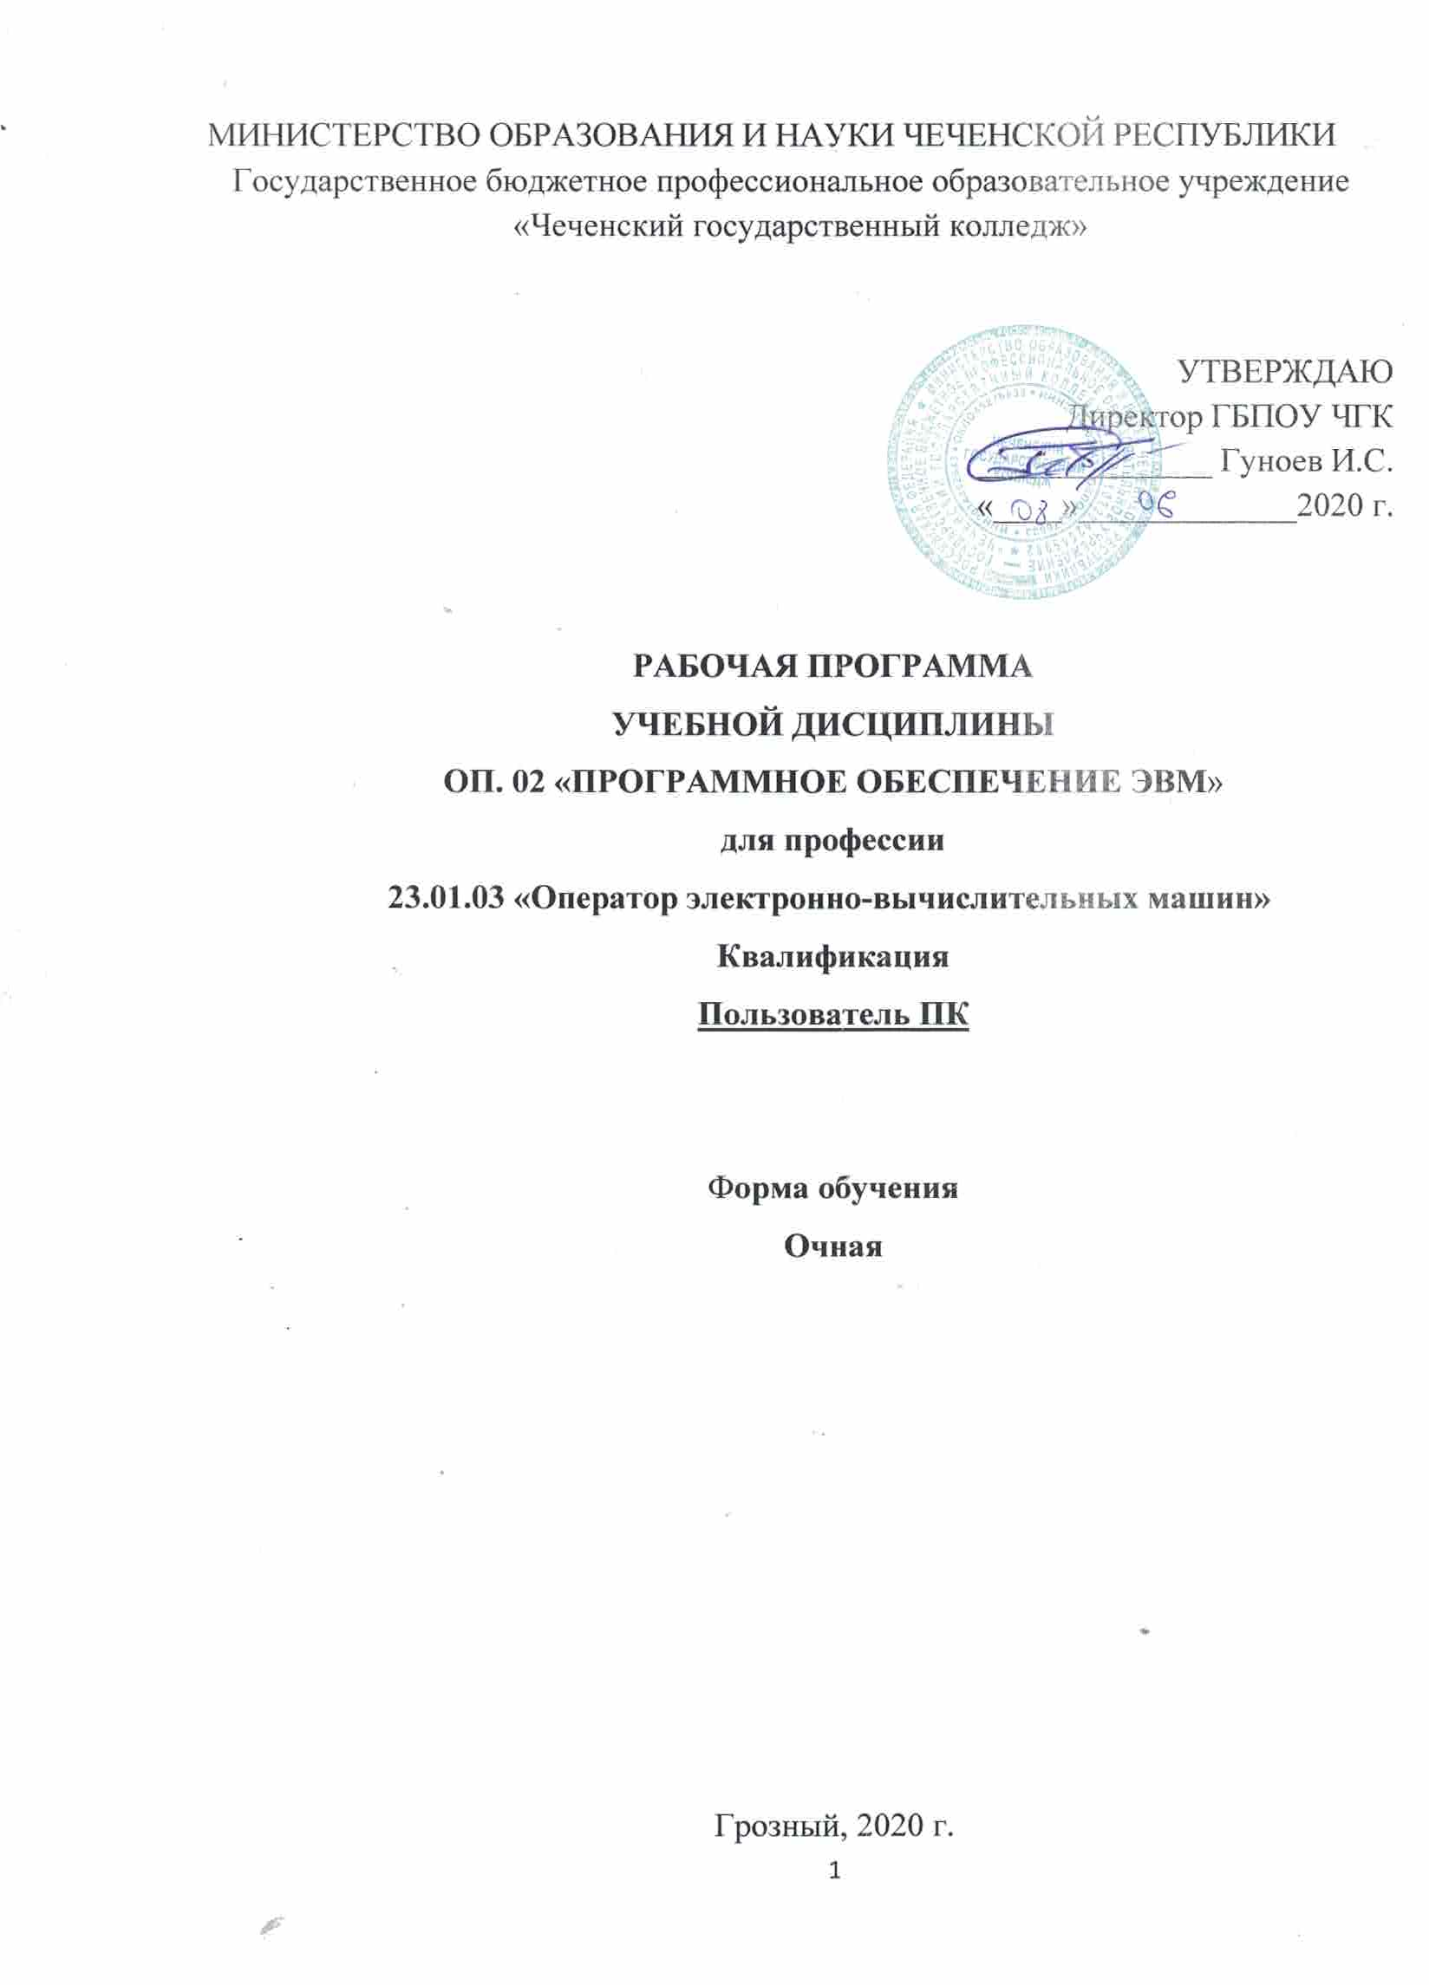 МИНИСТЕРСТВО ОБРАЗОВАНИЯ И НАУКИ ЧЕЧЕНСКОЙ РЕСПУБЛИКИ
Государственное бюджетное профессиональное образовательное учреждение
«Чеченский государственный колледж»
УТВЕРЖДАЮ
Директор ГБПОУ ЧГК
Гуноев И.С.
«08» 06 2020 г.
РАБОЧАЯ ПРОГРАММА
УЧЕБНОЙ ДИСЦИПЛИНЫ
ОП. 02 «ПРОГРАММНОЕ ОБЕСПЕЧЕНИЕ ЭВМ»
для профессии
23.01.03 «Оператор электронно-вычислительных машин»
Квалификация
Пользователь ПК
Форма обучения
Очная
Грозный, 2020 г.
1